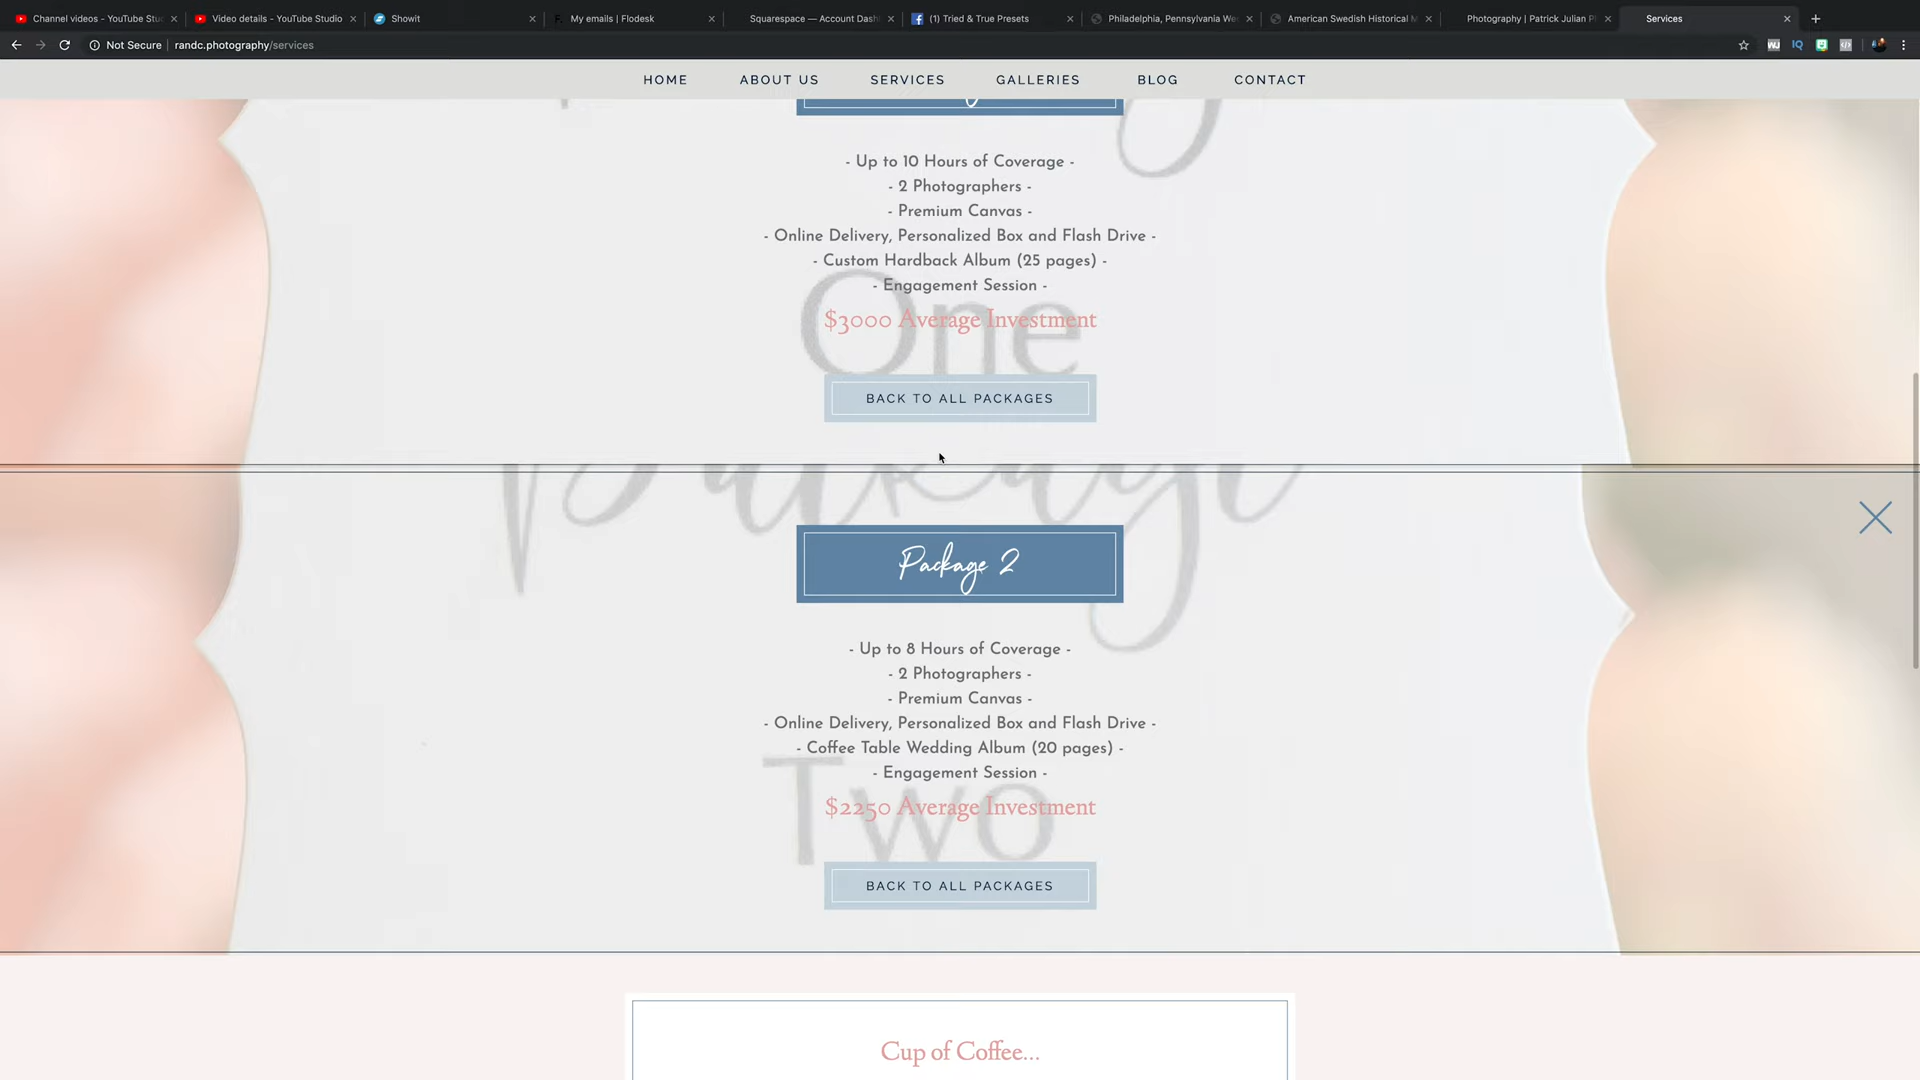 Channel videos - YouTube Stu
Video details - YouTube Studio
Showit
My emails | Flodesk
Squarespace — Account Dash
(1) Tried & True Presets
Philadelphia, Pennsylvania We
American Swedish Historical M
Photography | Patrick Julian P
Services
Not Secure | randc.photography/services
HOME
ABOUT US
SERVICES
GALLERIES
BLOG
CONTACT
- Up to 10 Hours of Coverage -
- 2 Photographers -
- Premium Canvas -
- Online Delivery, Personalized Box and Flash Drive -
- Custom Hardback Album (25 pages) -
- Engagement Session -
One
$3000 Average Investment
BACK TO ALL PACKAGES
Package
Package 2
- Up to 8 Hours of Coverage -
- 2 Photographers -
- Premium Canvas -
- Online Delivery, Personalized Box and Flash Drive -
- Coffee Table Wedding Album (20 pages) -
- Engagement Session -
Two
$2250 Average Investment
BACK TO ALL PACKAGES
Cup of Coffee...